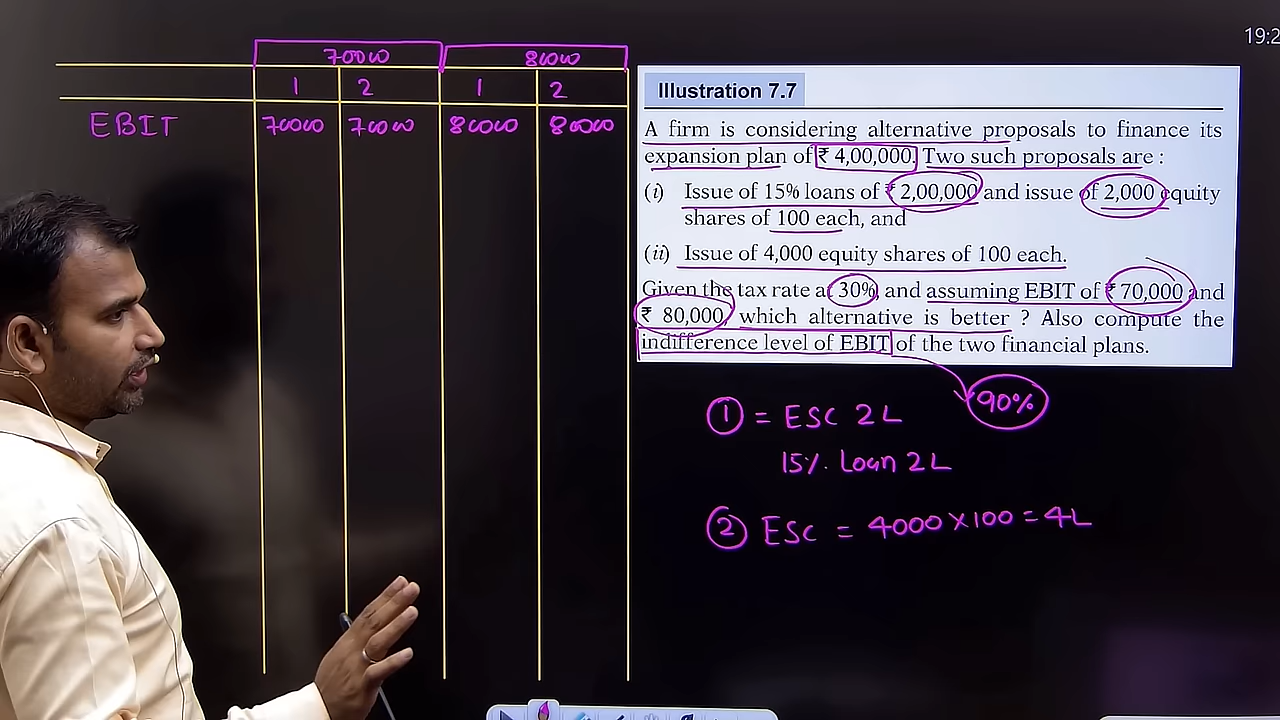 19:2
70000 80000
1 2 1 2
EBIT 70000 70000 80000 80000
Illustration 7.7
A firm is considering alternative proposals to finance its
expansion plan of ₹ 4,00,000. Two such proposals are :
(i) Issue of 15% loans of ₹ 2,00,000 and issue of 2,000 equity
shares of 100 each, and
(ii) Issue of 4,000 equity shares of 100 each.
Given the tax rate at 30% and assuming EBIT of ₹ 70,000 and
₹ 80,000, which alternative is better ? Also compute the
indifference level of EBIT of the two financial plans.
90%
① = ESC 2L
15% Loan 2L
② ESC = 4000 × 100 = 4L